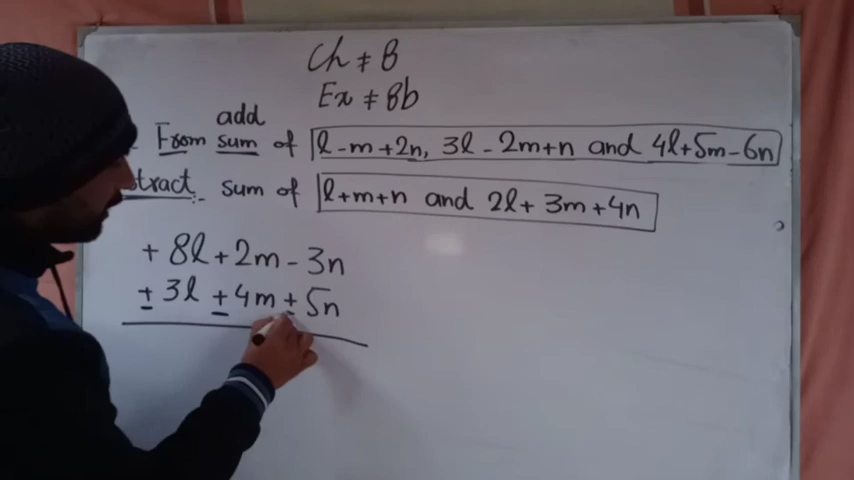 Ch # 8
Ex # 8b
add
From sum of l - m + 2n, 3l - 2m + n and 4l + 5m - 6n
tract. sum of l + m + n and 2l + 3m + 4n
+ 8l + 2m - 3n
± 3l ± 4m ± 5n